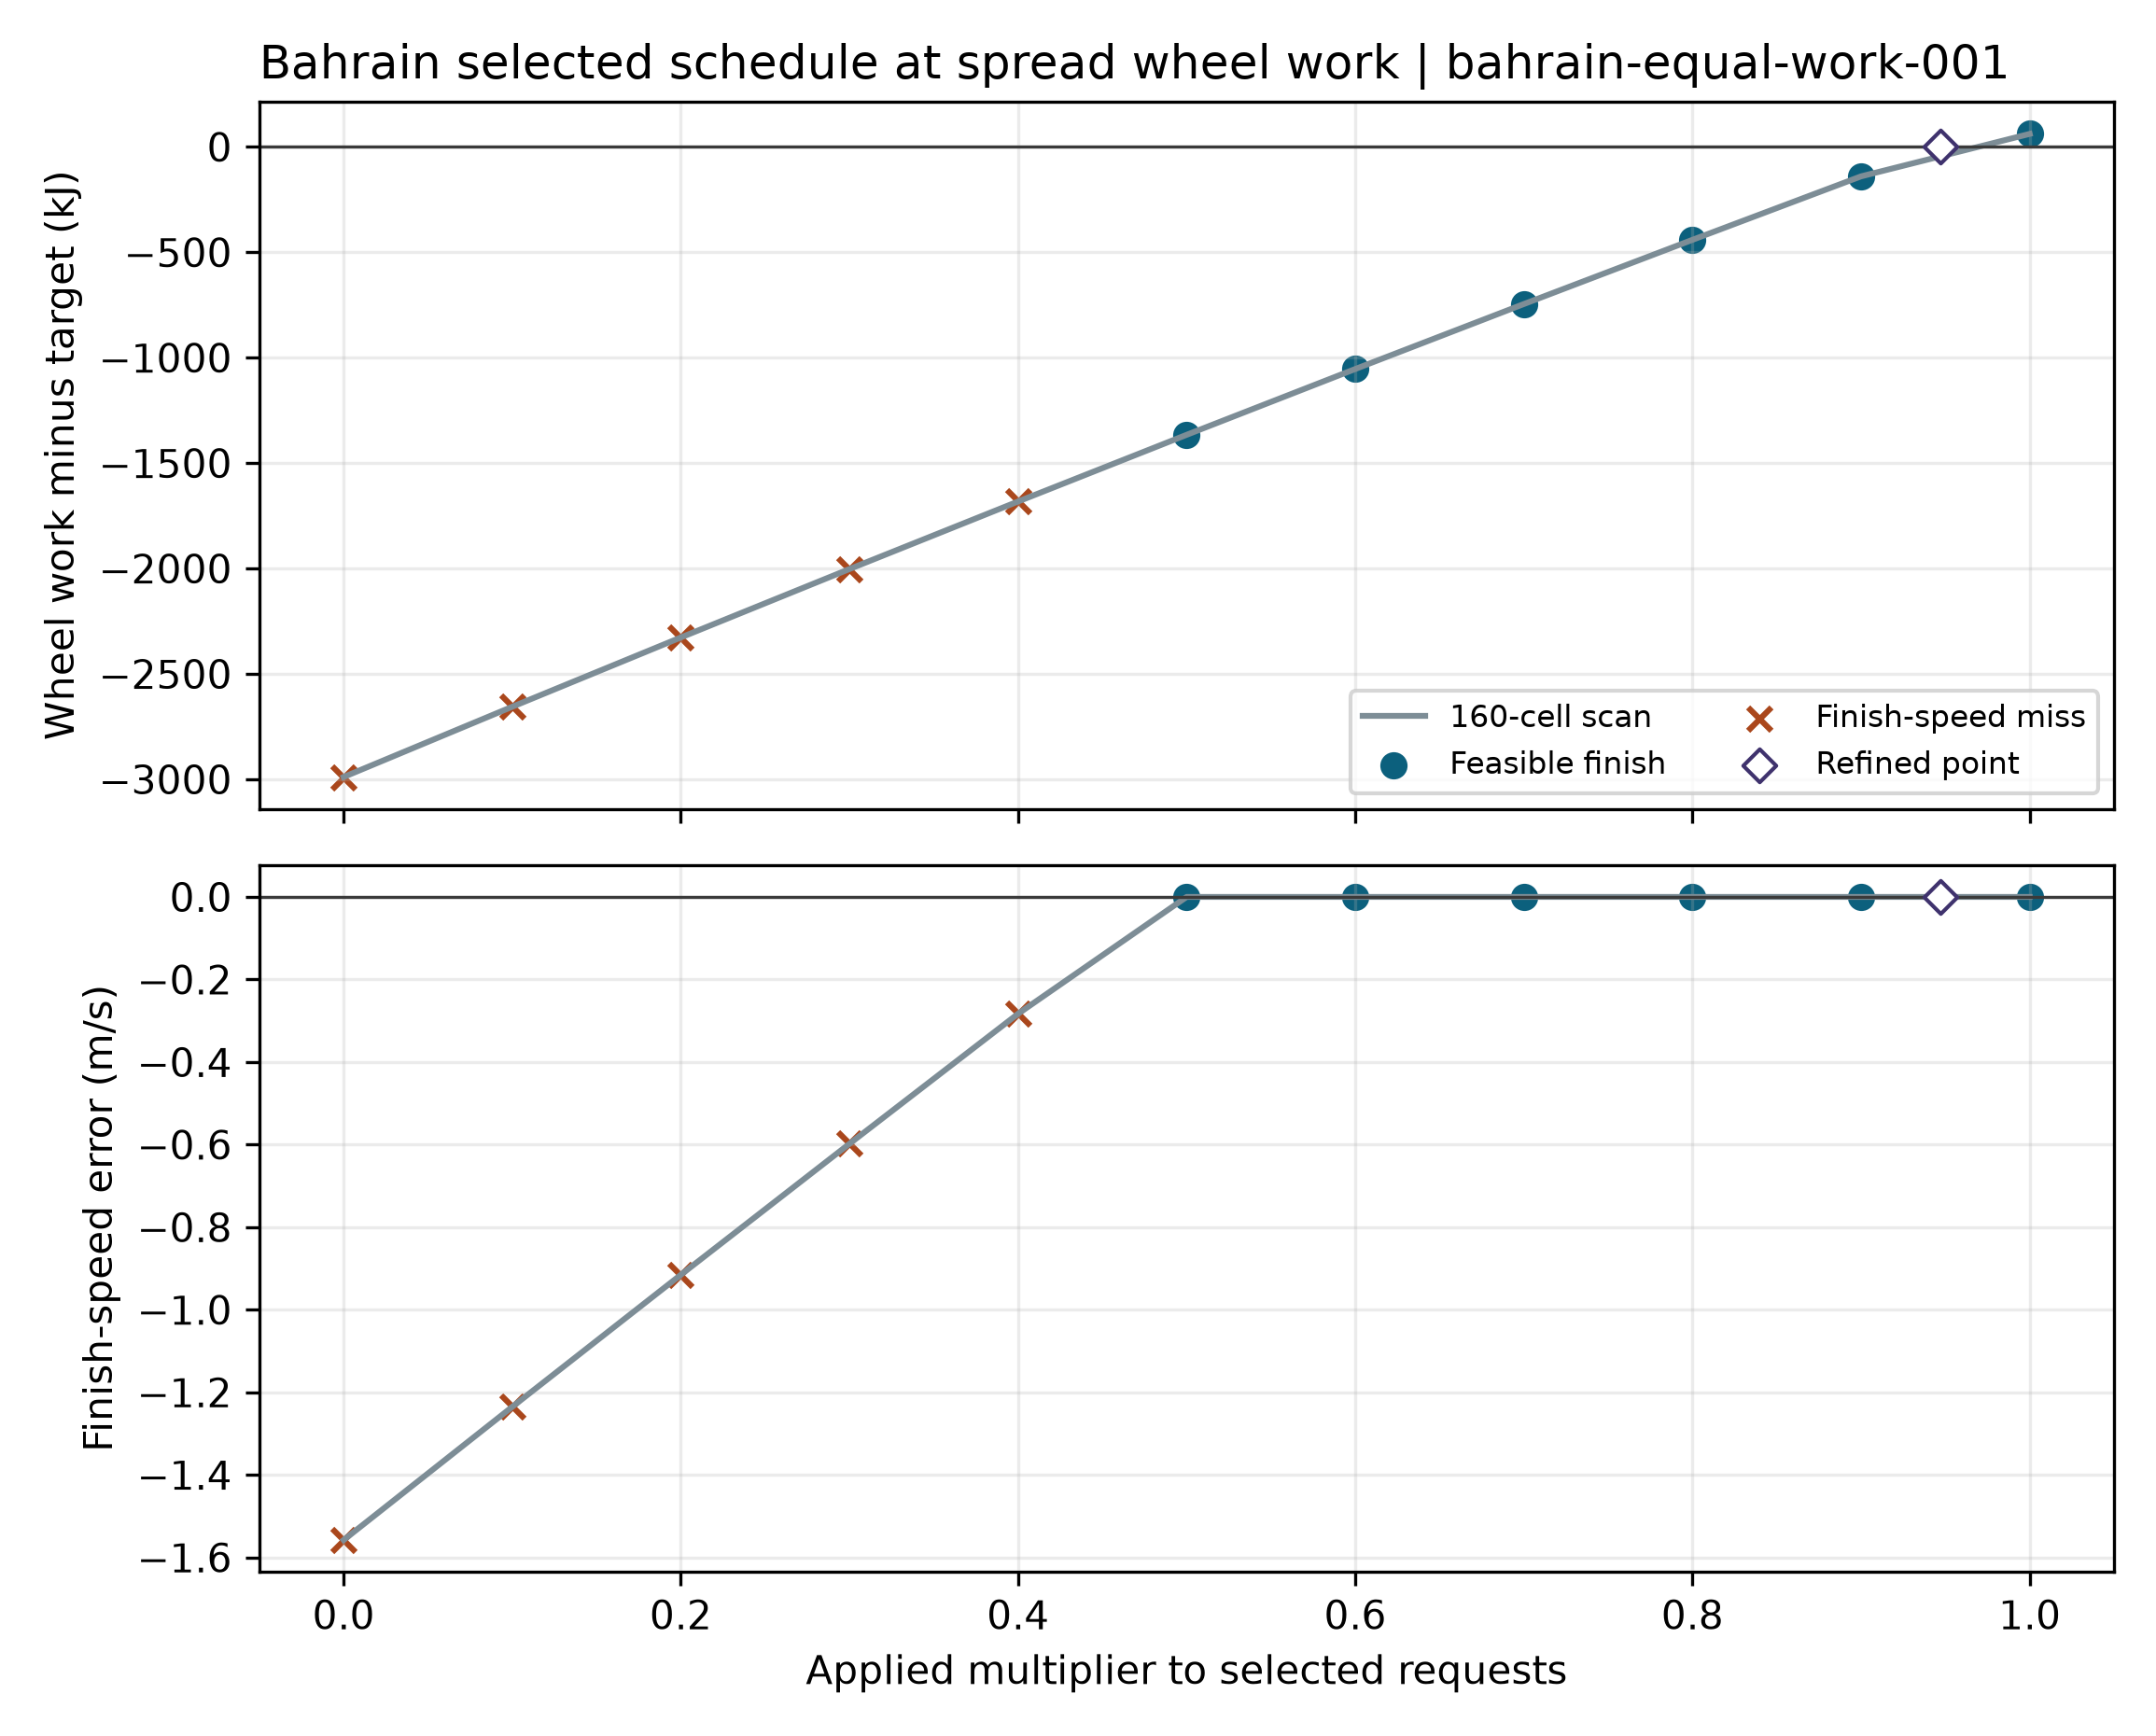 Bahrain selected schedule at spread wheel work | bahrain-equal-work-001
Wheel work minus target (kJ)
0
−500
−1000
−1500
−2000
−2500
−3000
160-cell scan
Feasible finish
Finish-speed miss
Refined point
Finish-speed error (m/s)
0.0
−0.2
−0.4
−0.6
−0.8
−1.0
−1.2
−1.4
−1.6
0.0 0.2 0.4 0.6 0.8 1.0
Applied multiplier to selected requests